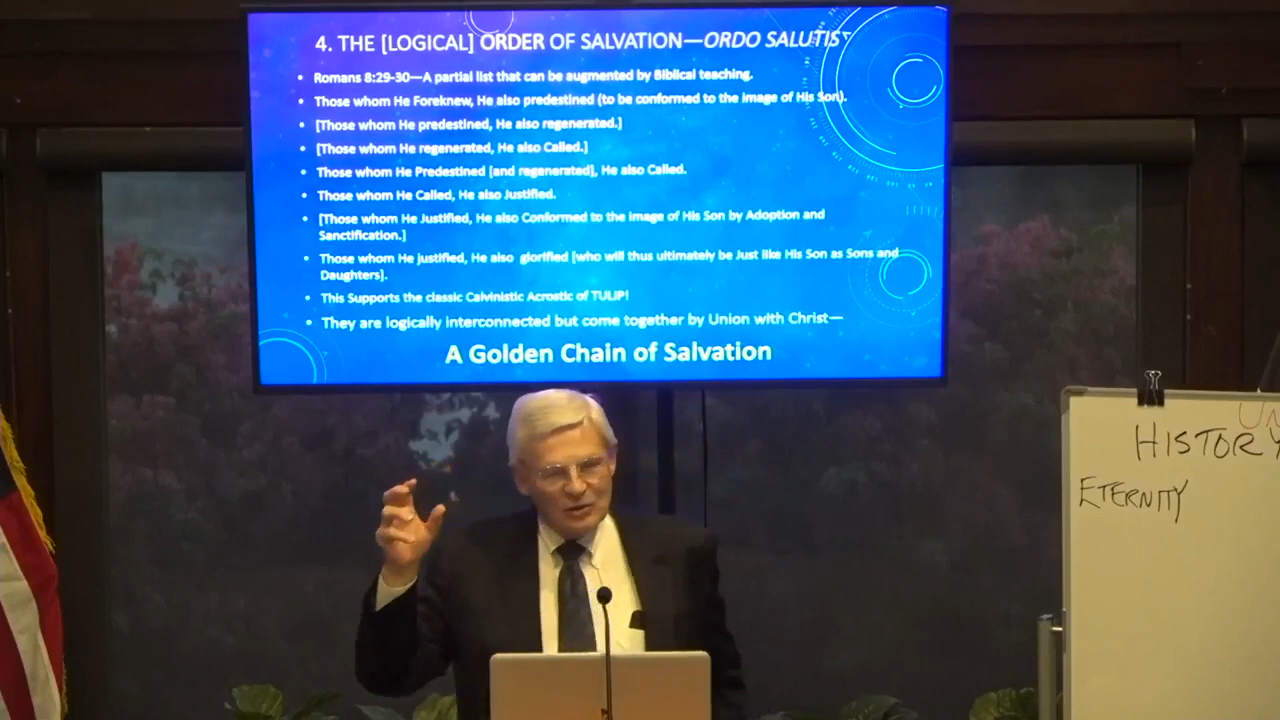 4. THE [LOGICAL] ORDER OF SALVATION—ORDO SALUTIS
• Romans 8:29-30—A partial list that can be augmented by Biblical teaching.
• Those whom He Foreknew, He also predestined (to be conformed to the image of His Son).
• [Those whom He predestined, He also regenerated.]
• [Those whom He regenerated, He also Called.]
• Those whom He Predestined [and regenerated], He also Called.
• Those whom He Called, He also Justified.
• [Those whom He Justified, He also Conformed to the Image of His Son by Adoption and
Sanctification.]
• Those whom He justified, He also glorified [who will thus ultimately be Just like His Son as Sons and
Daughters].
• This Supports the classic Calvinistic Acrostic of TULIP!
• They are logically interconnected but come together by Union with Christ—
A Golden Chain of Salvation
HISTORY
ETERNITY